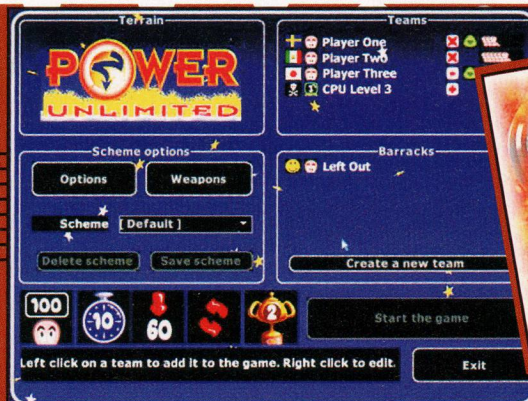 Terrain
POWER
UNLIMITED
Teams
Player One
Player Two
Player Three
CPU Level 3
Scheme options
Options
Weapons
Scheme
[ Default ]
Delete scheme
Save scheme
Barracks
Left Out
Create a new team
100
10
60
2
Start the game
Left click on a team to add it to the game. Right click to edit.
Exit